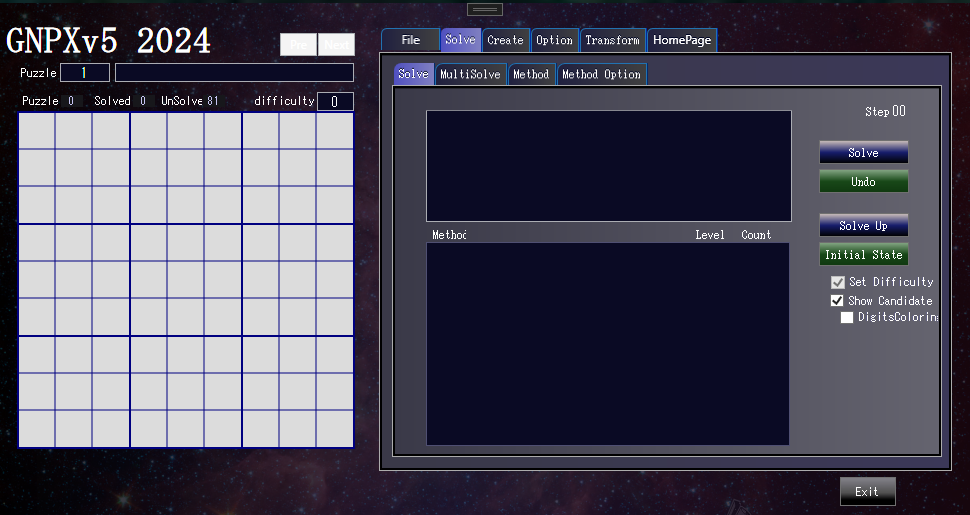 GNPXv5 2024
Pre Next
Puzzle 1
Puzzle 0 Solved 0 UnSolve 81 difficulty 0
File Solve Create Option Transform HomePage
Solve MultiSolve Method Method Option
Step 00
Solve
Undo
Solve Up
Initial State
Set Difficulty
Show Candidate
DigitsColorin
Method Level Count
Exit